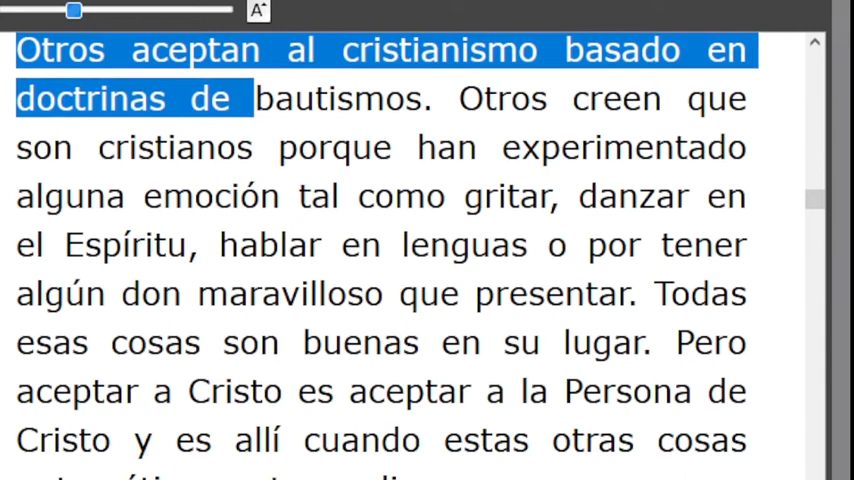 A
Otros aceptan al cristianismo basado en
doctrinas de bautismos. Otros creen que
son cristianos porque han experimentado
alguna emoción tal como gritar, danzar en
el Espíritu, hablar en lenguas o por tener
algún don maravilloso que presentar. Todas
esas cosas son buenas en su lugar. Pero
aceptar a Cristo es aceptar a la Persona de
Cristo y es allí cuando estas otras cosas